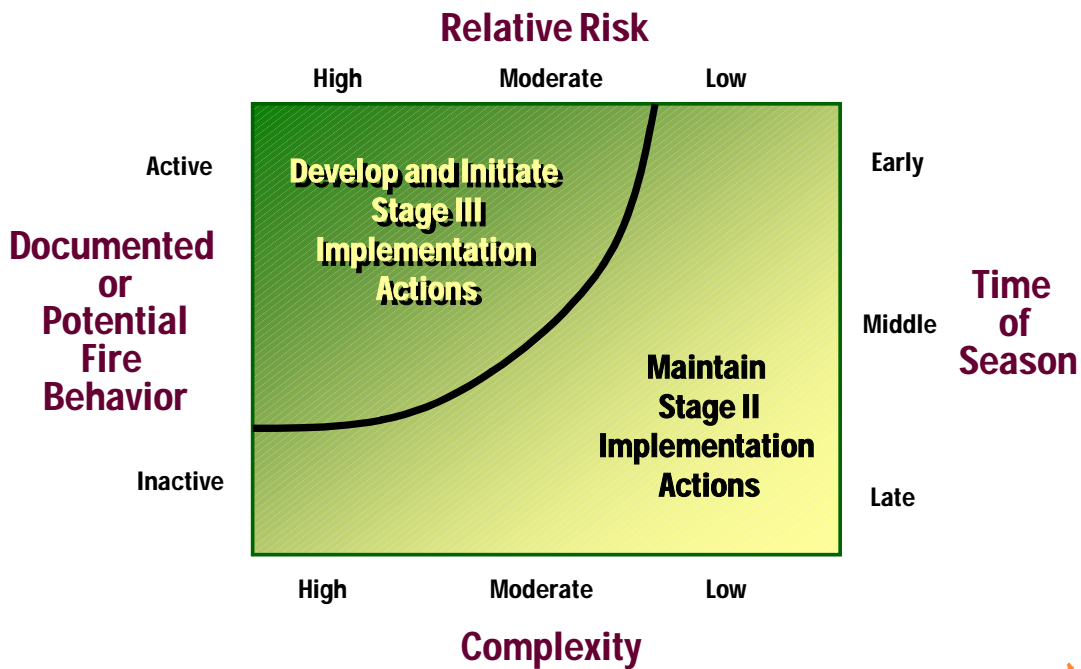 Relative Risk
High Moderate Low
Active
Early
Develop and Initiate
Stage III
Implementation
Actions
Documented
or
Potential
Fire
Behavior
Middle
Time
of
Season
Maintain
Stage II
Implementation
Actions
Inactive
Late
High Moderate Low
Complexity